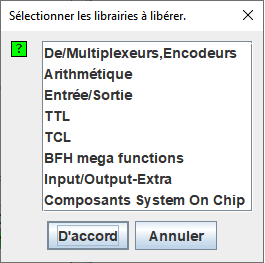 Sélectionner les librairies à libérer.
?
De/Multiplexeurs,Encodeurs
Arithmétique
Entrée/Sortie
TTL
TCL
BFH mega functions
Input/Output-Extra
Composants System On Chip
D'accord Annuler